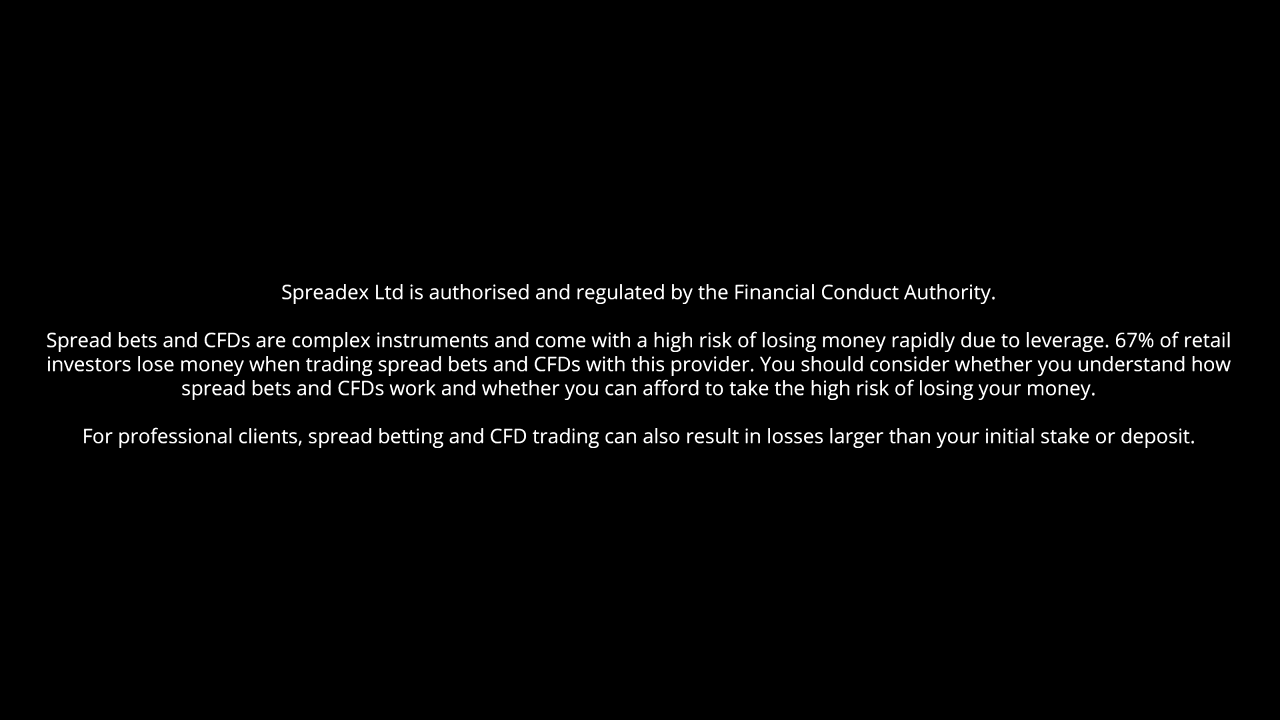 Spreadex Ltd is authorised and regulated by the Financial Conduct Authority.
Spread bets and CFDs are complex instruments and come with a high risk of losing money rapidly due to leverage. 67% of retail
investors lose money when trading spread bets and CFDs with this provider. You should consider whether you understand how
spread bets and CFDs work and whether you can afford to take the high risk of losing your money.
For professional clients, spread betting and CFD trading can also result in losses larger than your initial stake or deposit.